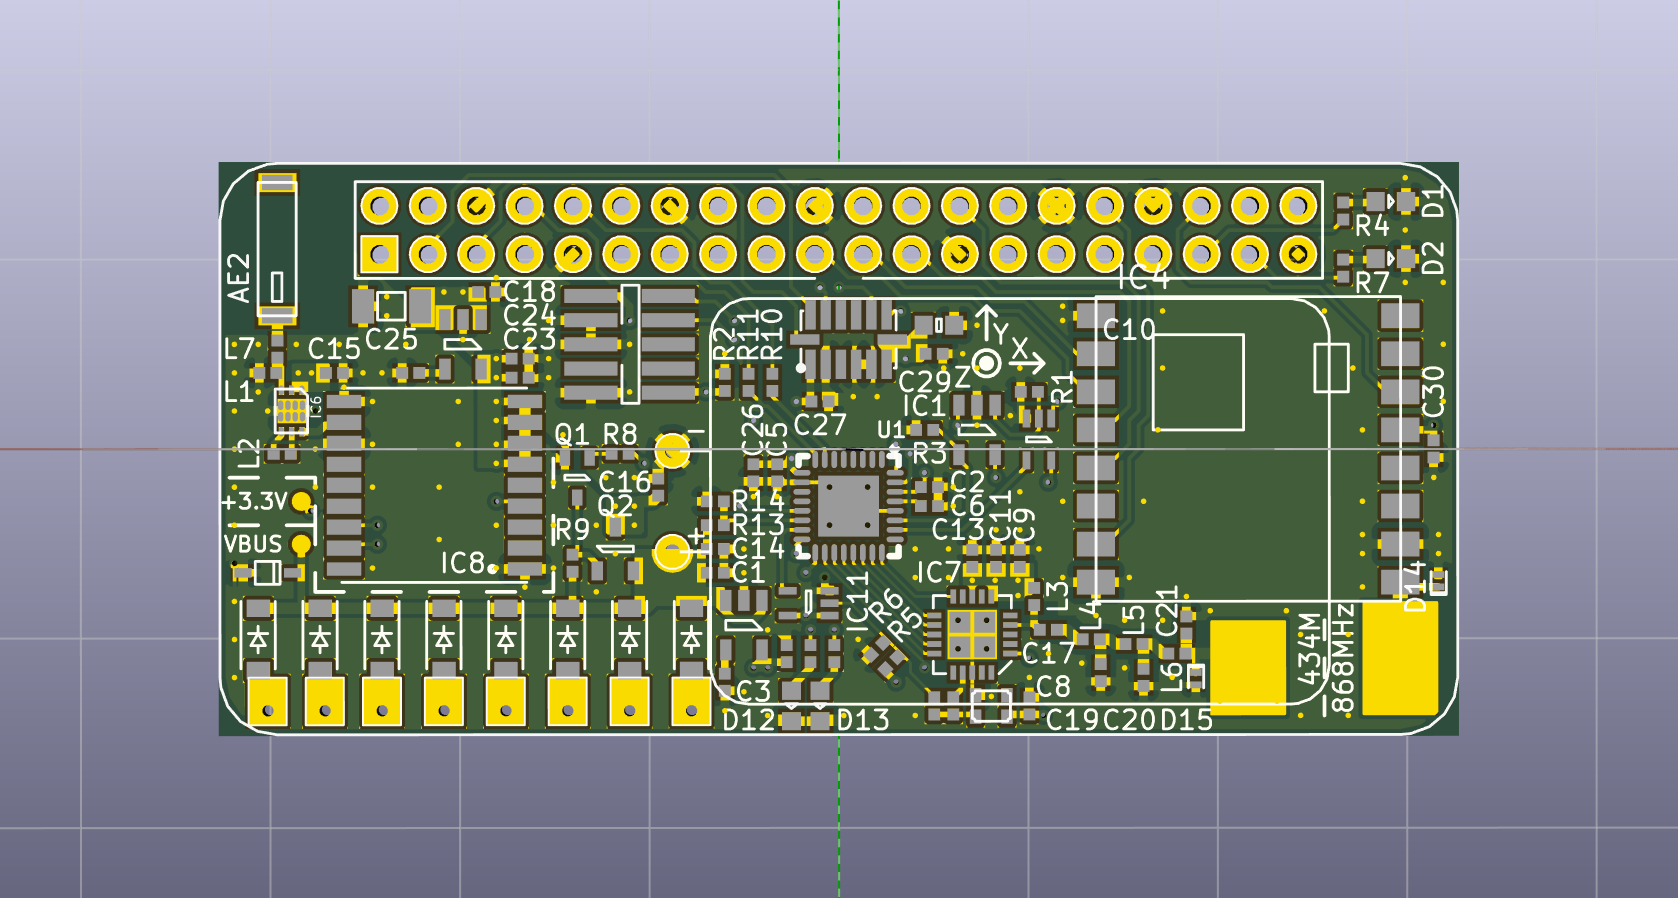 D1
R4
AE2
D2
IC4
R7
C18
C24
C25
C23
R2
R11
R10
Y
X
C10
L7
C15
L1
C29
Z
IC1
R1
C30
IC6
C26
C5
C27
U1
Q1
R8
−
L2
R3
+3.3V
C16
Q2
C2
C6
R14
R13
C13
C11
C9
VBUS
R9
+
C14
IC8
C1
IC7
D14
IC11
R6
R5
L3
L4
L5
C21
434M
868MHz
C17
L6
C3
C8
D12
D13
C19
C20
D15